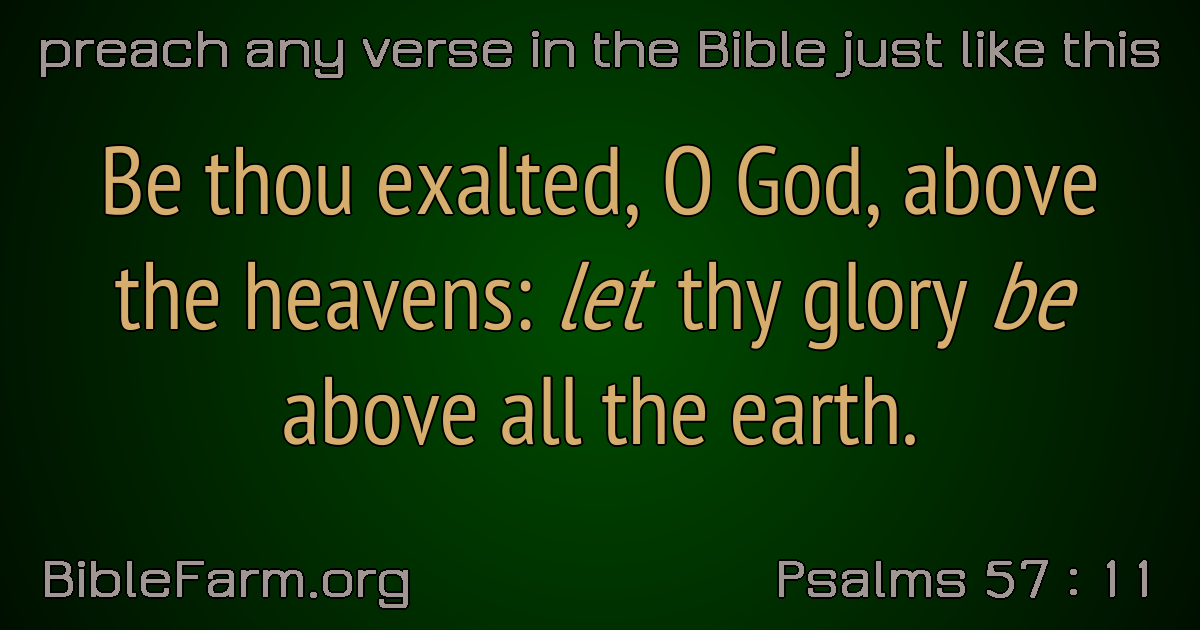 preach any verse in the Bible just like this
Be thou exalted, O God, above
the heavens: let thy glory be
above all the earth.
BibleFarm.org
Psalms 57 : 11